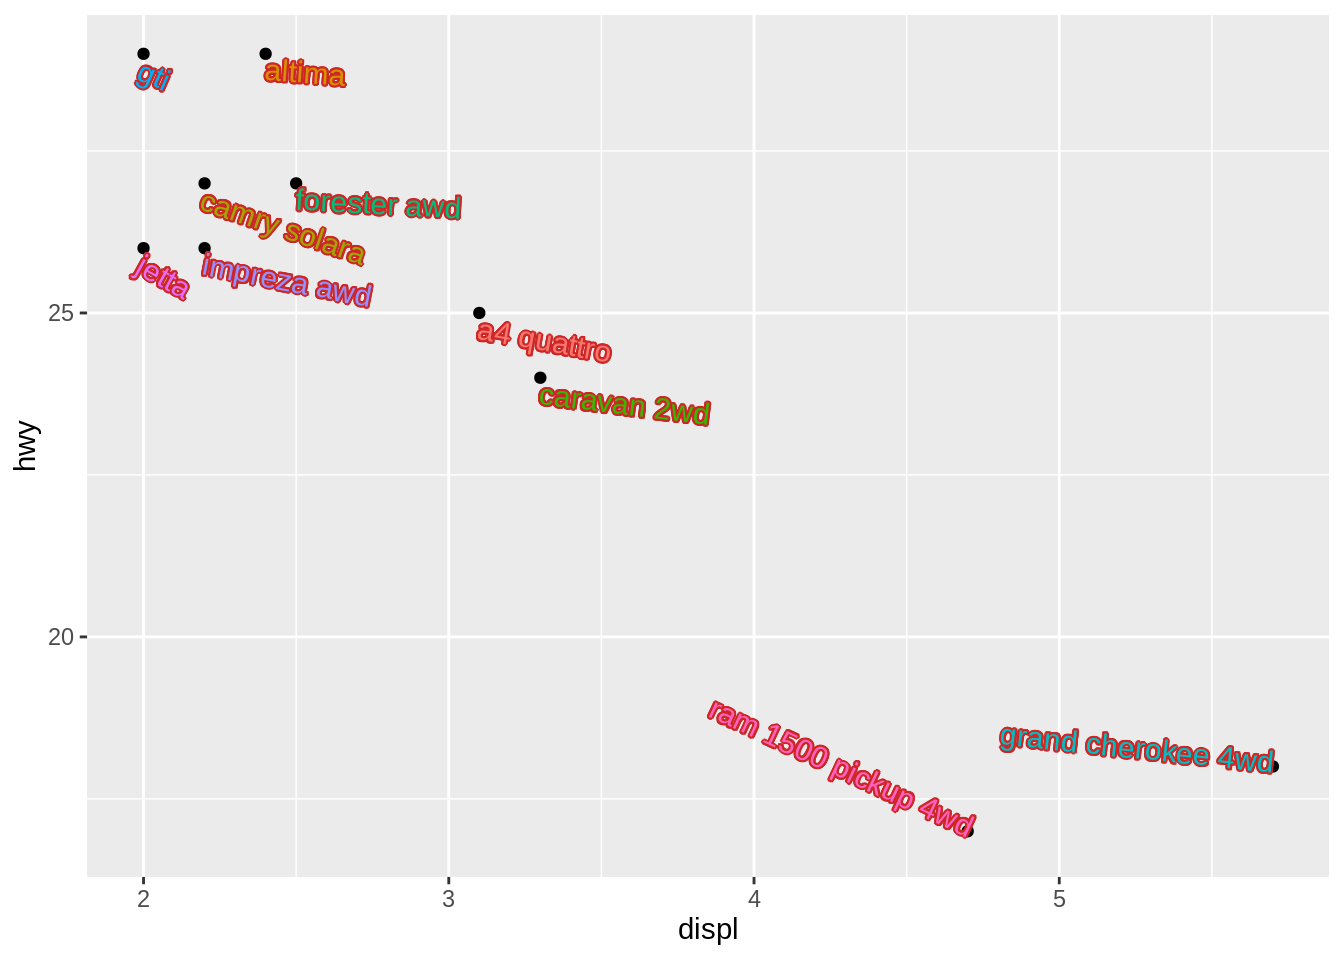 gti
altima
camry solara
forester awd
jetta
impreza awd
a4 quattro
caravan 2wd
ram 1500 pickup 4wd
grand cherokee 4wd
25
20
hwy
2
3
4
5
displ